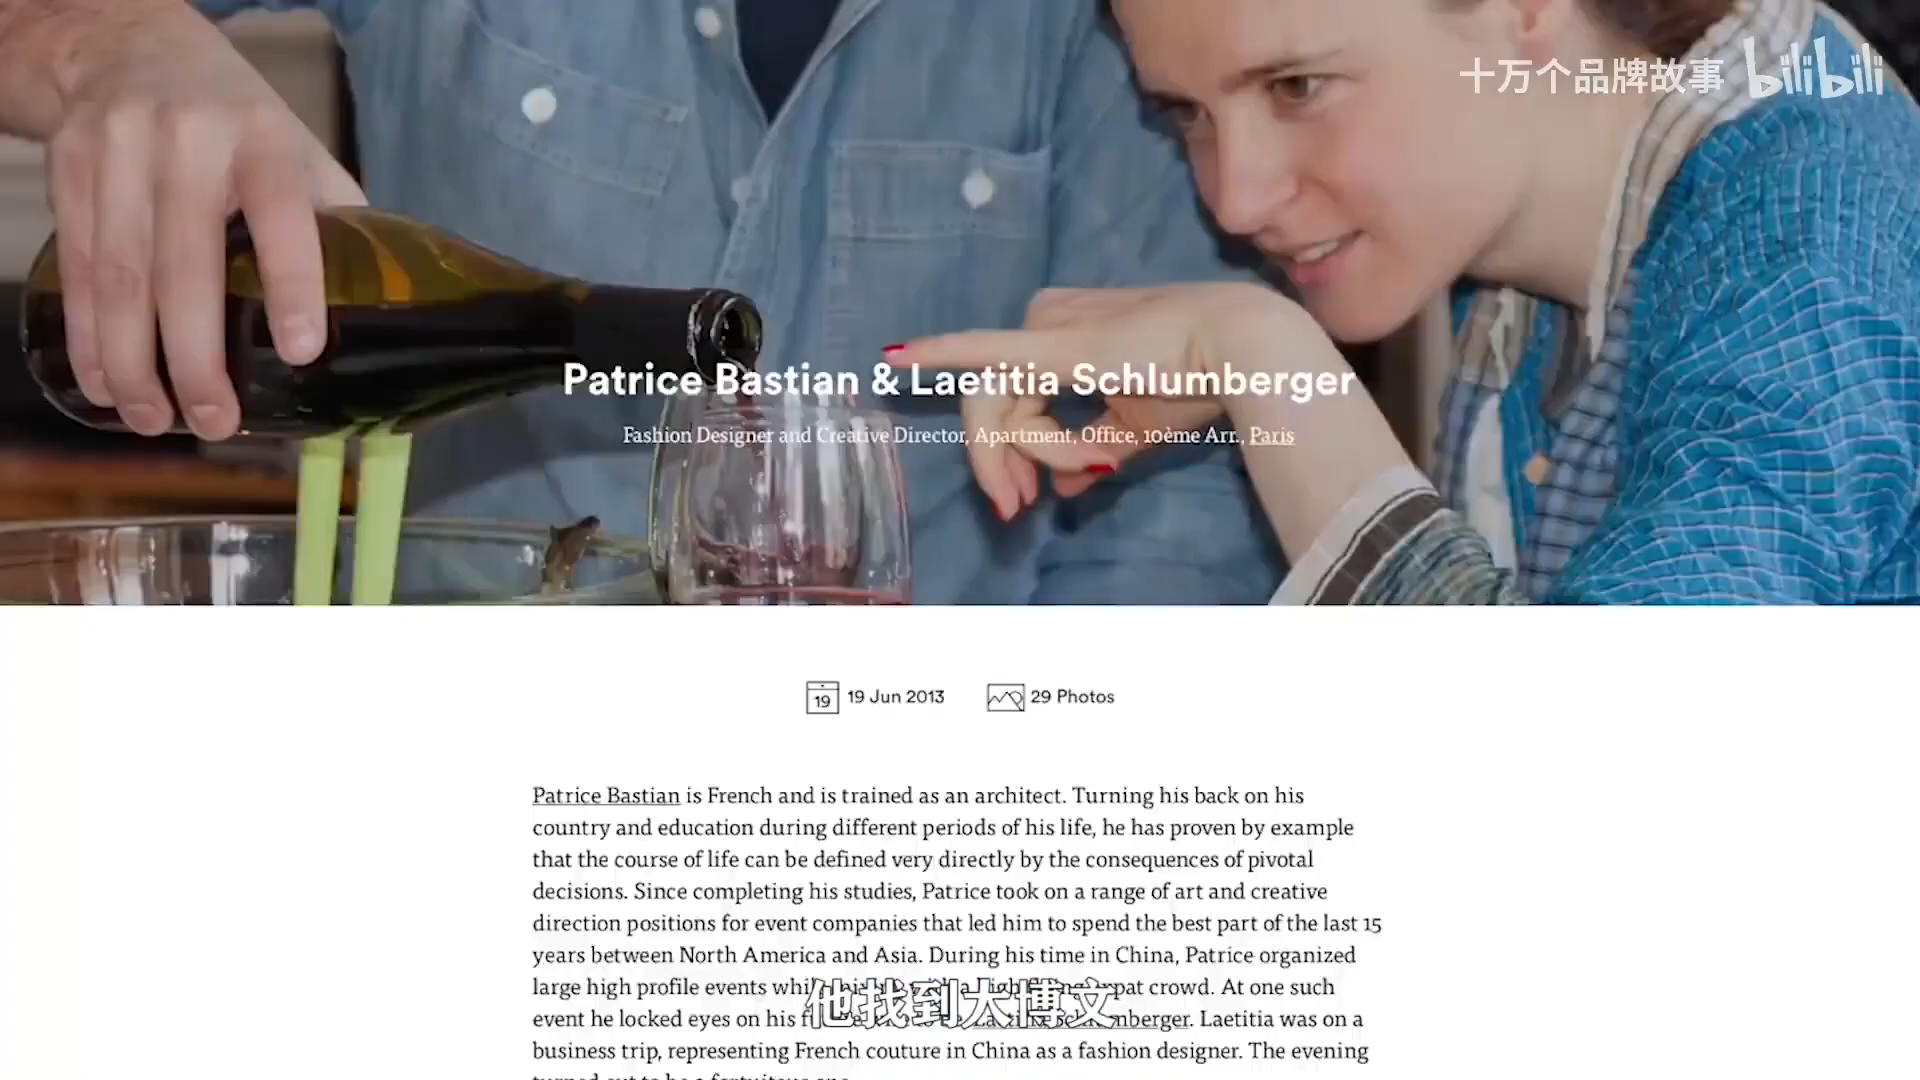 十万个品牌故事 bilibili
Patrice Bastian & Laetitia Schlumberger
Fashion Designer and Creative Director, Apartment, Office, 10ème Arr., Paris
19 19 Jun 2013 29 Photos
Patrice Bastian is French and is trained as an architect. Turning his back on his
country and education during different periods of his life, he has proven by example
that the course of life can be defined very directly by the consequences of pivotal
decisions. Since completing his studies, Patrice took on a range of art and creative
direction positions for event companies that led him to spend the best part of the last 15
years between North America and Asia. During his time in China, Patrice organized
large high profile events crowd. At one such
event he locked eyes on his Laetitia was on a
他找到大博文
business trip, representing French couture in China as a fashion designer. The evening